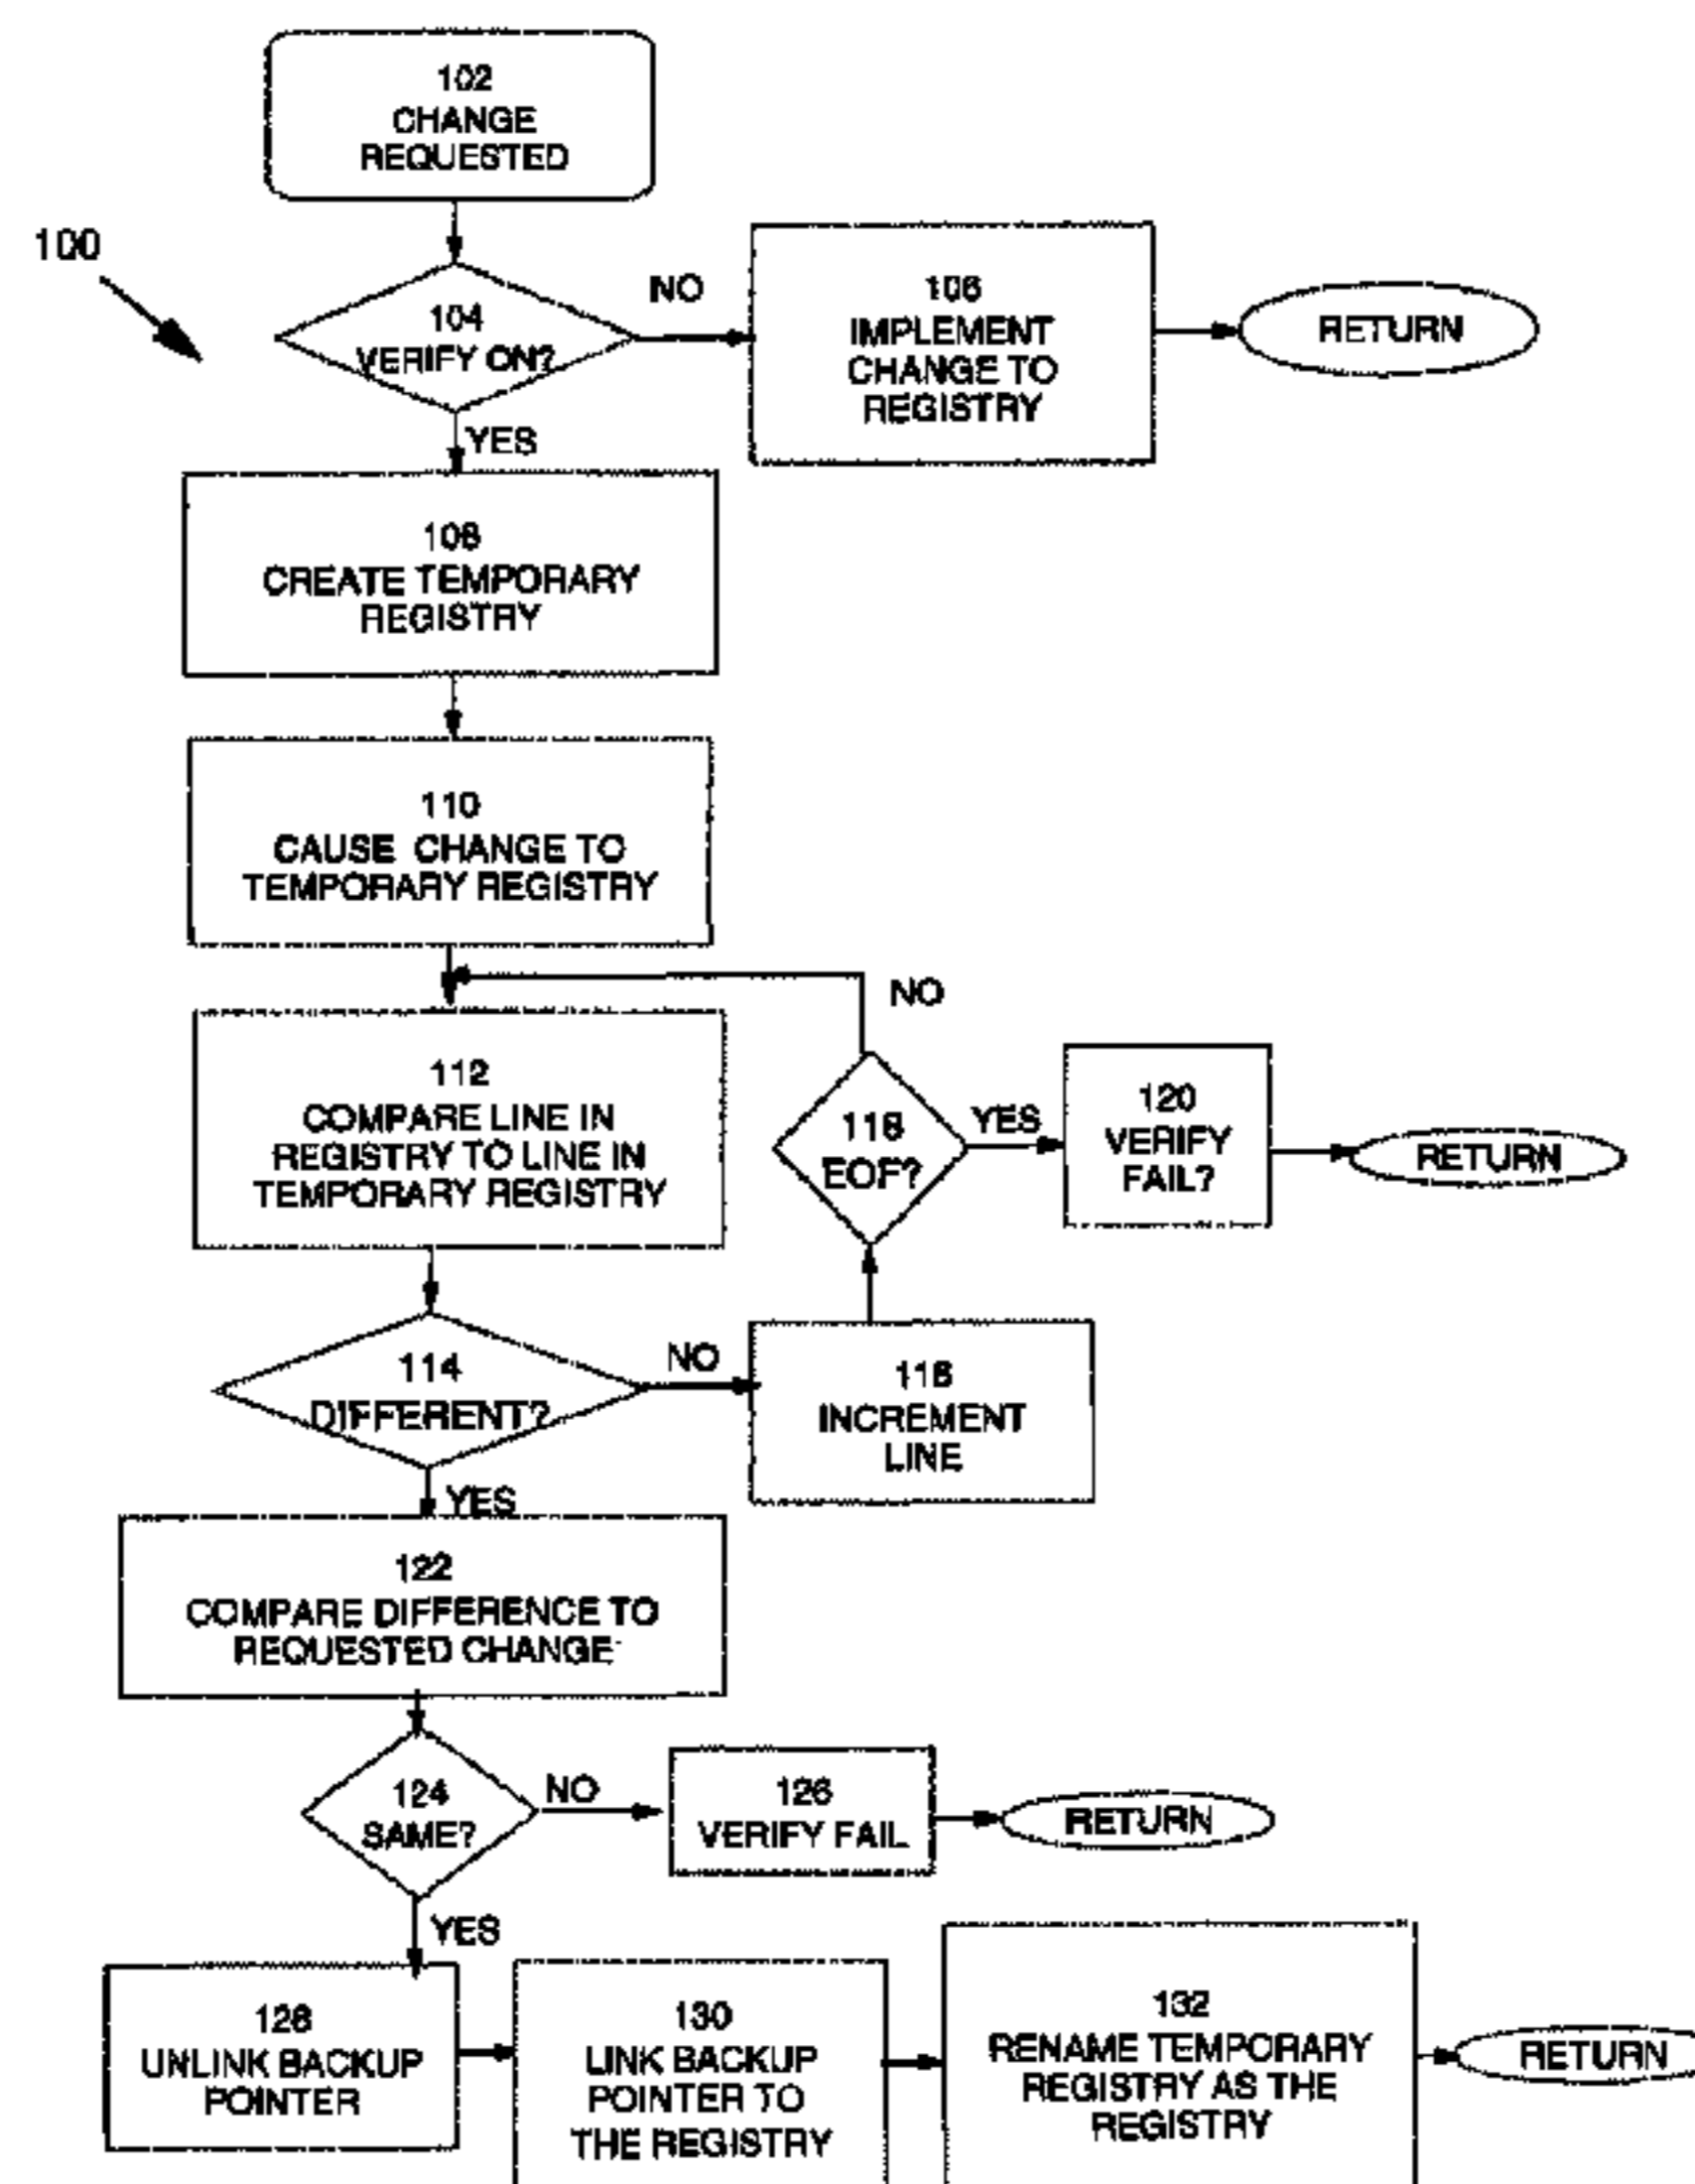 102
CHANGE
REQUESTED
100
104
VERIFY ON?
NO
106
IMPLEMENT
CHANGE TO
REGISTRY
RETURN
YES
108
CREATE TEMPORARY
REGISTRY
110
CAUSE CHANGE TO
TEMPORARY REGISTRY
NO
112
COMPARE LINE IN
REGISTRY TO LINE IN
TEMPORARY REGISTRY
118
EOF?
YES
120
VERIFY
FAIL?
RETURN
114
DIFFERENT?
NO
116
INCREMENT
LINE
YES
122
COMPARE DIFFERENCE TO
REQUESTED CHANGE
124
SAME?
NO
126
VERIFY FAIL
RETURN
YES
128
UNLINK BACKUP
POINTER
130
LINK BACKUP
POINTER TO
THE REGISTRY
132
RENAME TEMPORARY
REGISTRY AS THE
REGISTRY
RETURN